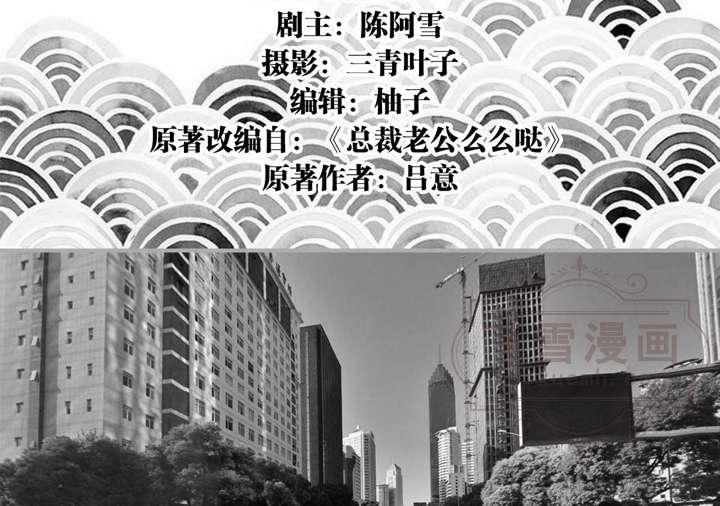 剧主：陈阿雪
摄影：三青叶子
编辑：柚子
原著改编自：《总裁老公么么哒》
原著作者：吕意
雪漫画